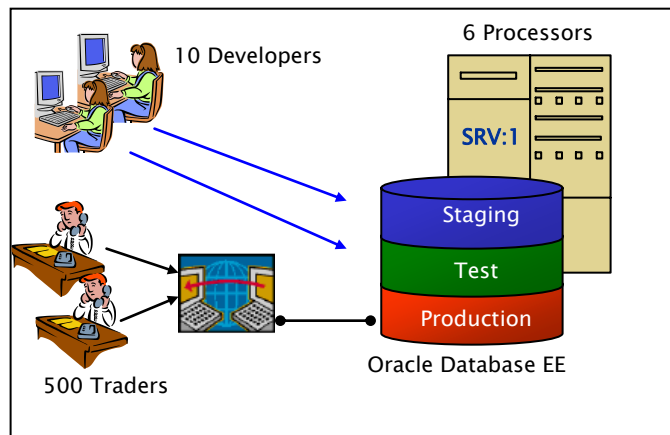 6 Processors
10 Developers
SRV:1
Staging
Test
Production
Oracle Database EE
500 Traders